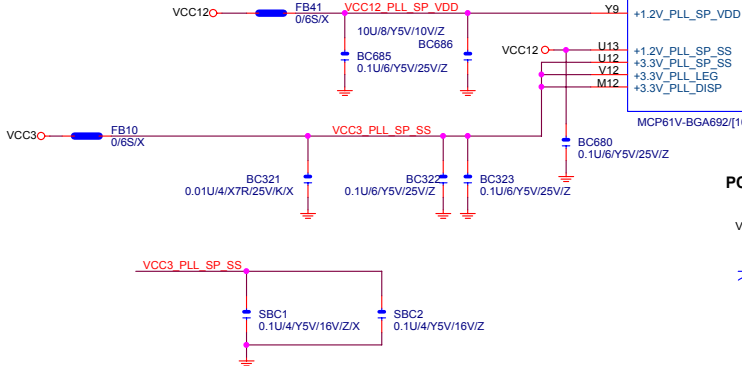 VCC12
FB41
0/6S/X
VCC12_PLL_SP_VDD
Y9
+1.2V_PLL_SP_VDD
10U/8/Y5V/10V/Z
BC686
BC685
0.1U/6/Y5V/25V/Z
VCC12
U13
+1.2V_PLL_SP_SS
U12
+3.3V_PLL_SP_SS
V12
+3.3V_PLL_LEG
M12
+3.3V_PLL_DISP
MCP61V-BGA692/[10
VCC3
FB10
0/6S/X
VCC3_PLL_SP_SS
BC680
0.1U/6/Y5V/25V/Z
BC321
0.01U/4/X7R/25V/K/X
BC322
0.1U/6/Y5V/25V/Z
BC323
0.1U/6/Y5V/25V/Z
V
VCC3_PLL_SP_SS
SBC1
0.1U/4/Y5V/16V/Z/X
SBC2
0.1U/4/Y5V/16V/Z